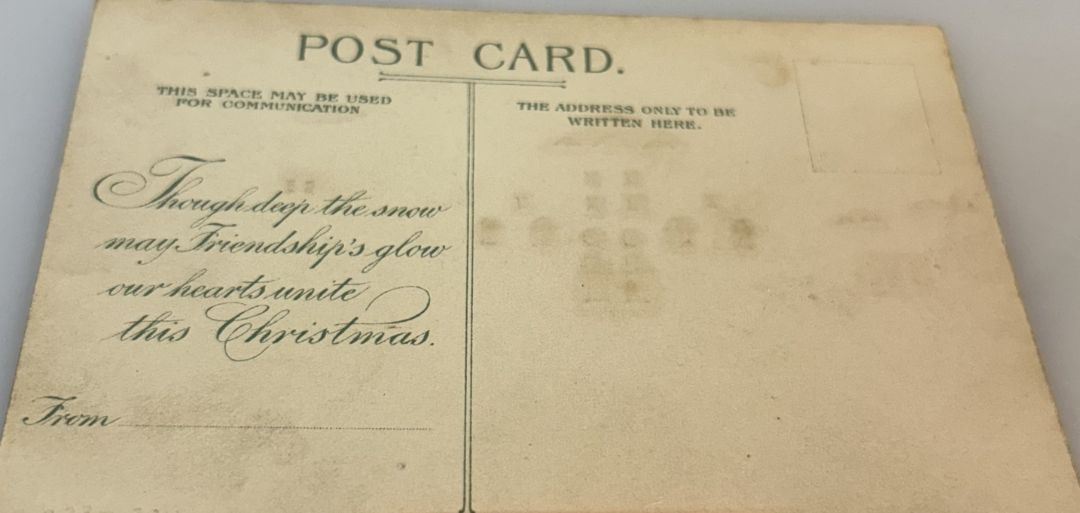 POST CARD.
THIS SPACE MAY BE USED
FOR COMMUNICATION
THE ADDRESS ONLY TO BE
WRITTEN HERE.
Though deep the snow
may Friendship's glow
our hearts unite
this Christmas.
From